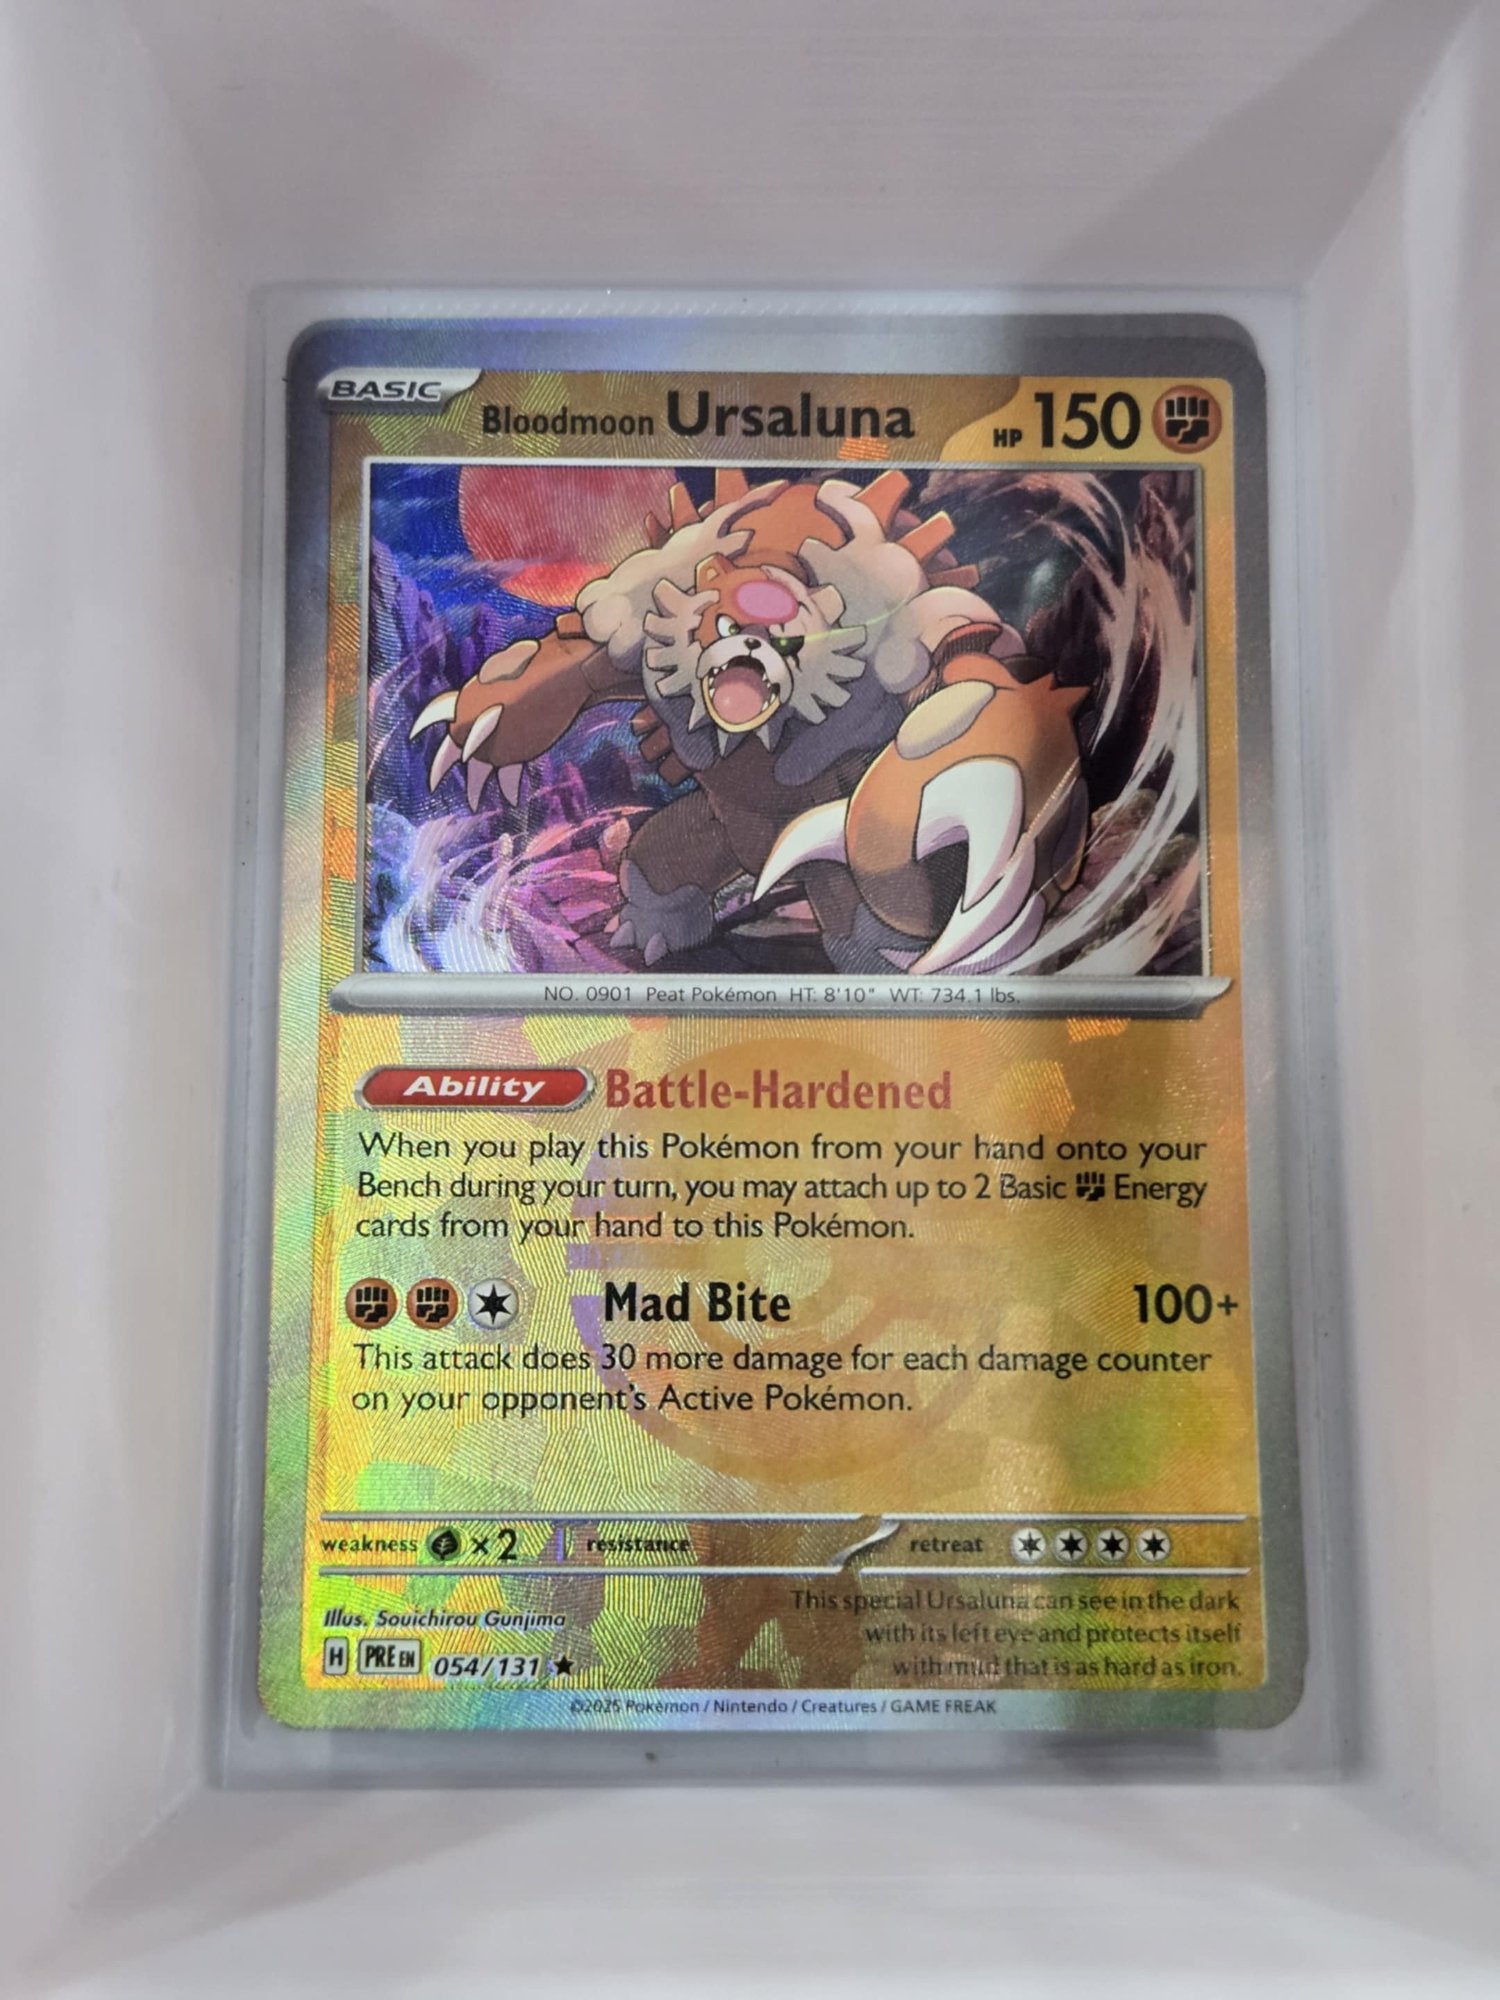 BASIC
Bloodmoon Ursaluna HP 150
NO. 0901 Peat Pokémon HT: 8'10" WT: 734.1 lbs.
Ability Battle-Hardened
When you play this Pokémon from your hand onto your
Bench during your turn, you may attach up to 2 Basic Energy
cards from your hand to this Pokémon.
Mad Bite 100+
This attack does 30 more damage for each damage counter
on your opponent's Active Pokémon.
weakness ×2 resistance retreat
This special Ursaluna can see in the dark
with its left eye and protects itself
with mud that is as hard as iron.
Illus. Souichirou Gunjima
H PRE EN 054/131 ★
©2025 Pokémon / Nintendo / Creatures / GAME FREAK